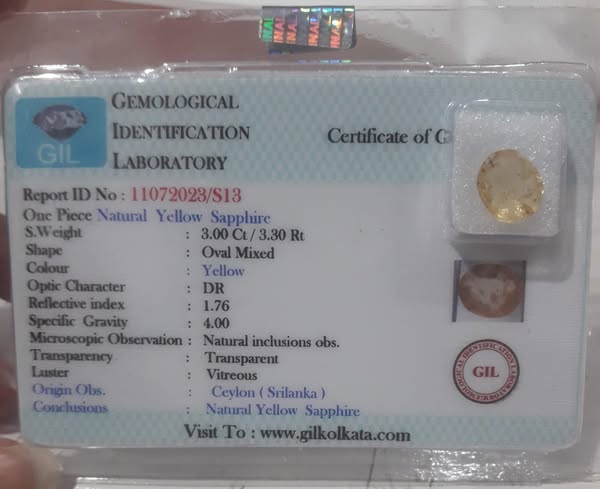 GEMOLOGICAL
IDENTIFICATION
LABORATORY
GIL
Certificate of G
Report ID No : 11072023/S13
One Piece Natural Yellow Sapphire
S.Weight : 3.00 Ct / 3.30 Rt
Shape : Oval Mixed
Colour : Yellow
Optic Character : DR
Reflective index : 1.76
Specific Gravity : 4.00
Microscopic Observation : Natural inclusions obs.
Transparency : Transparent
Luster : Vitreous
Origin Obs. : Ceylon ( Srilanka )
Conclusions : Natural Yellow Sapphire
GIL
Visit To : www.gilkolkata.com